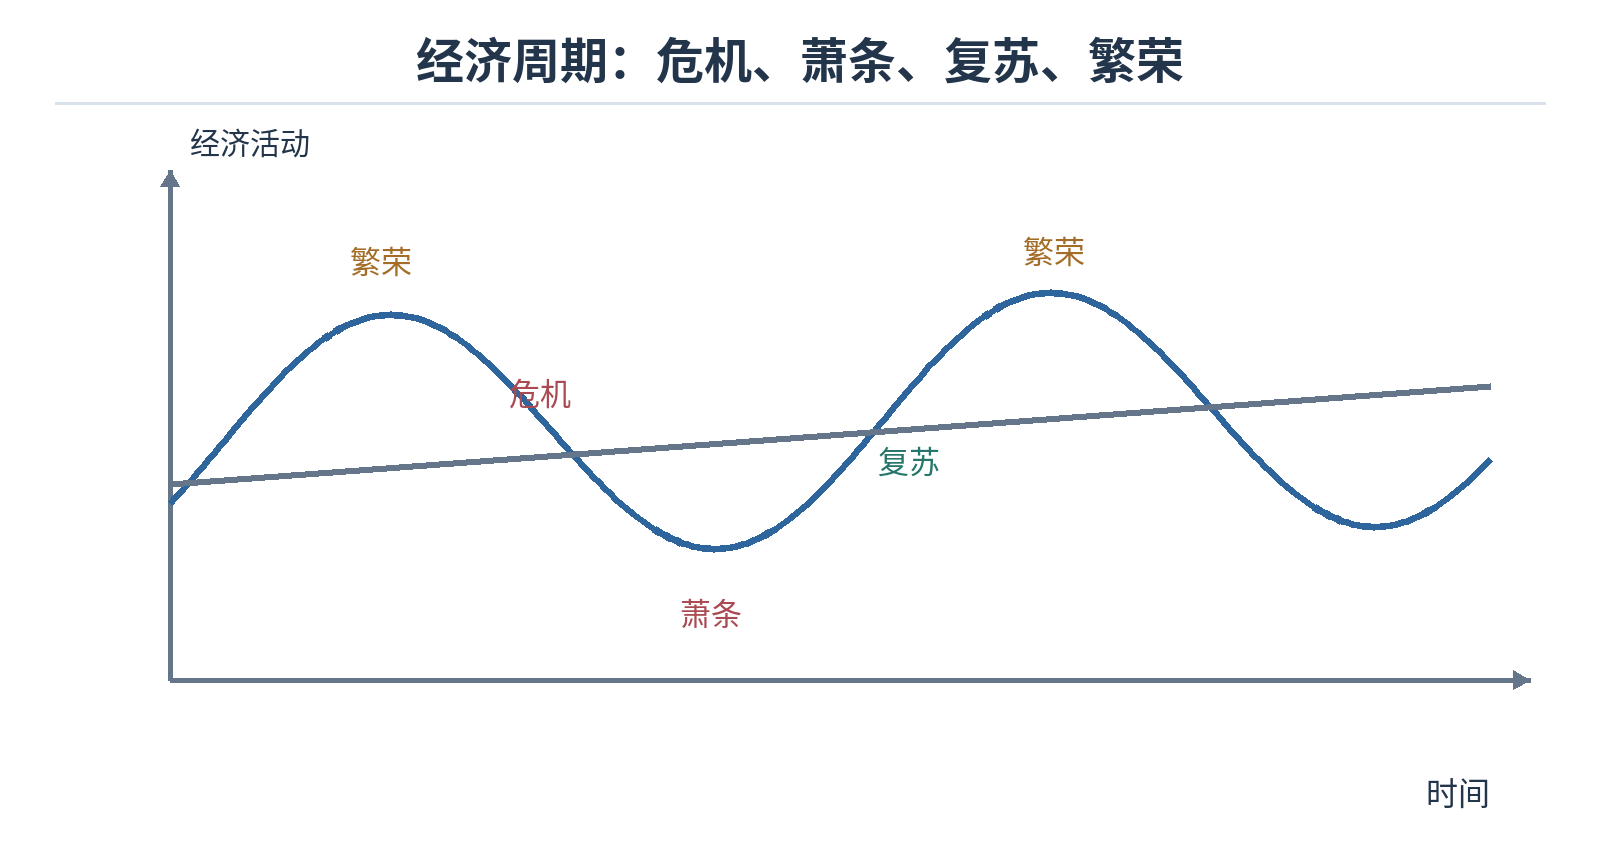 经济周期：危机、萧条、复苏、繁荣
经济活动
繁荣
繁荣
危机
复苏
萧条
时间